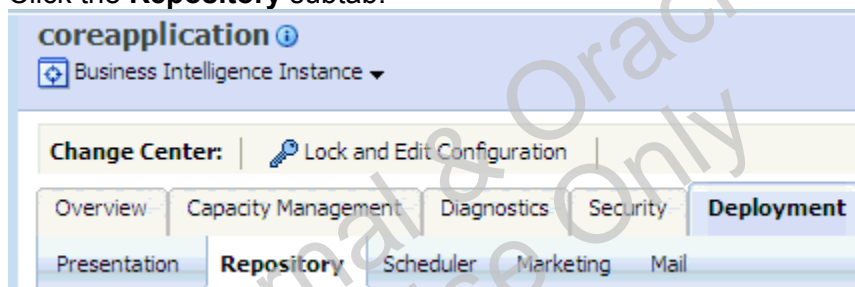 Click the Repository subtab.
coreapplication
Business Intelligence Instance
Change Center: Lock and Edit Configuration
Overview Capacity Management Diagnostics Security Deployment
Presentation Repository Scheduler Marketing Mail
Only